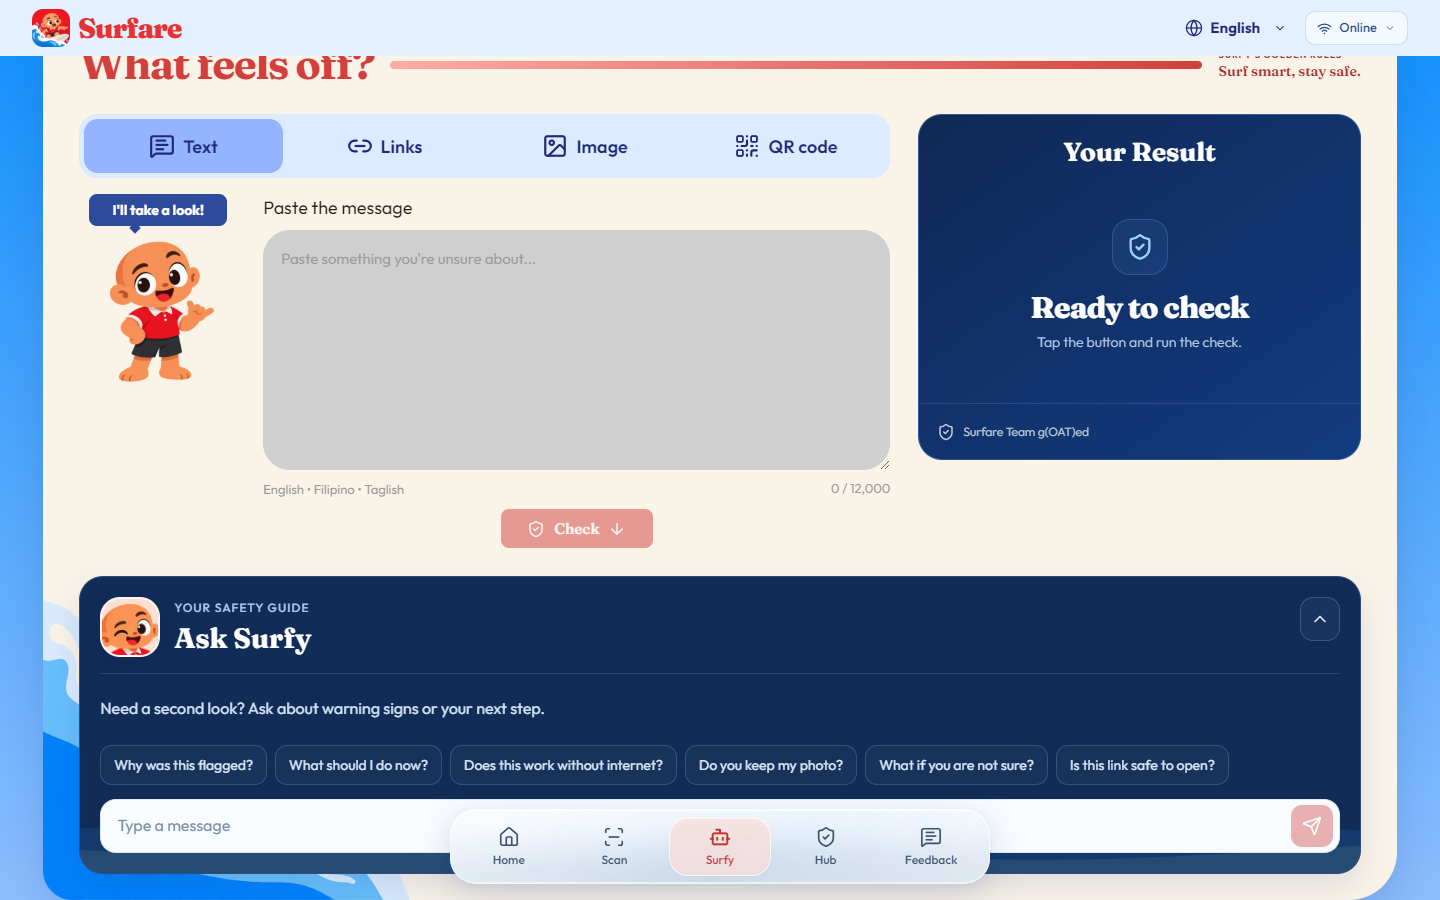 Surfare
English
Online
What feels off?
Surf smart, stay safe.
Text
Links
Image
QR code
I'll take a look!
Paste the message
Paste something you're unsure about...
English • Filipino • Taglish
0 / 12,000
Check
Your Result
Ready to check
Tap the button and run the check.
Surfare Team g(OAT)ed
YOUR SAFETY GUIDE
Ask Surfy
Need a second look? Ask about warning signs or your next step.
Why was this flagged?
What should I do now?
Does this work without internet?
Do you keep my photo?
What if you are not sure?
Is this link safe to open?
Type a message
Home
Scan
Surfy
Hub
Feedback